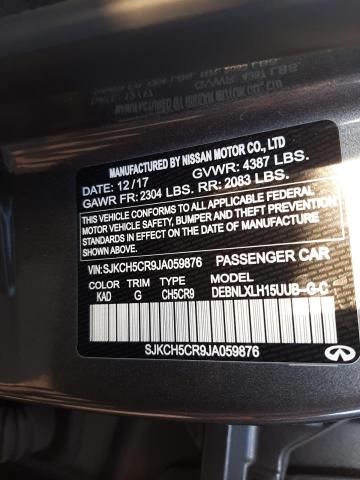 MANUFACTURED BY NISSAN MOTOR CO., LTD
DATE: 12/17 GVWR: 4387 LBS.
GAWR FR: 2304 LBS. RR: 2083 LBS.
THIS VEHICLE CONFORMS TO ALL APPLICABLE FEDERAL
MOTOR VEHICLE SAFETY, BUMPER AND THEFT PREVENTION
STANDARDS IN EFFECT ON THE DATE OF MANUFACTURE
SHOWN ABOVE.
VIN:SJKCH5CR9JA059876 PASSENGER CAR
COLOR TRIM TYPE MODEL
KAD G CH5CR9 DEBNLXLH15UUB-G-C
SJKCH5CR9JA059876
INFINITI